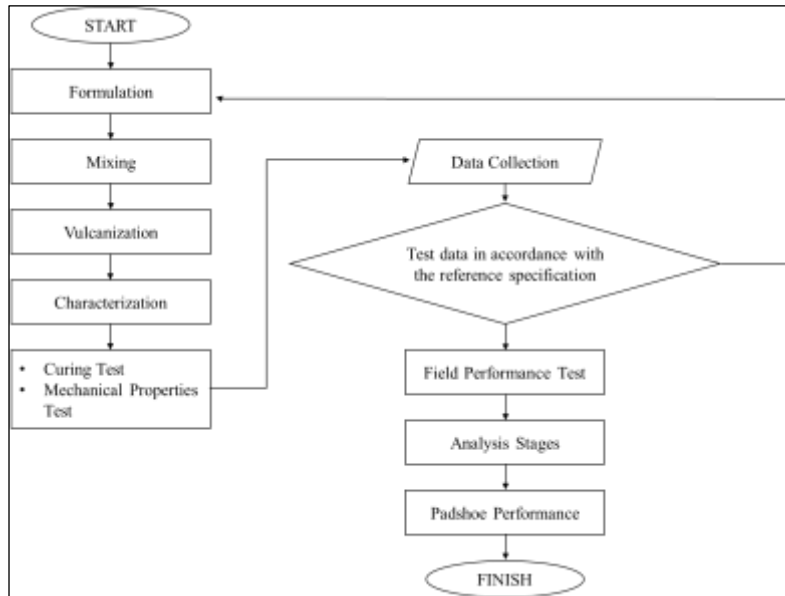 START
Formulation
Mixing
Vulcanization
Characterization
• Curing Test
• Mechanical Properties
Test
Data Collection
Test data in accordance with
the reference specification
Field Performance Test
Analysis Stages
Padshoe Performance
FINISH